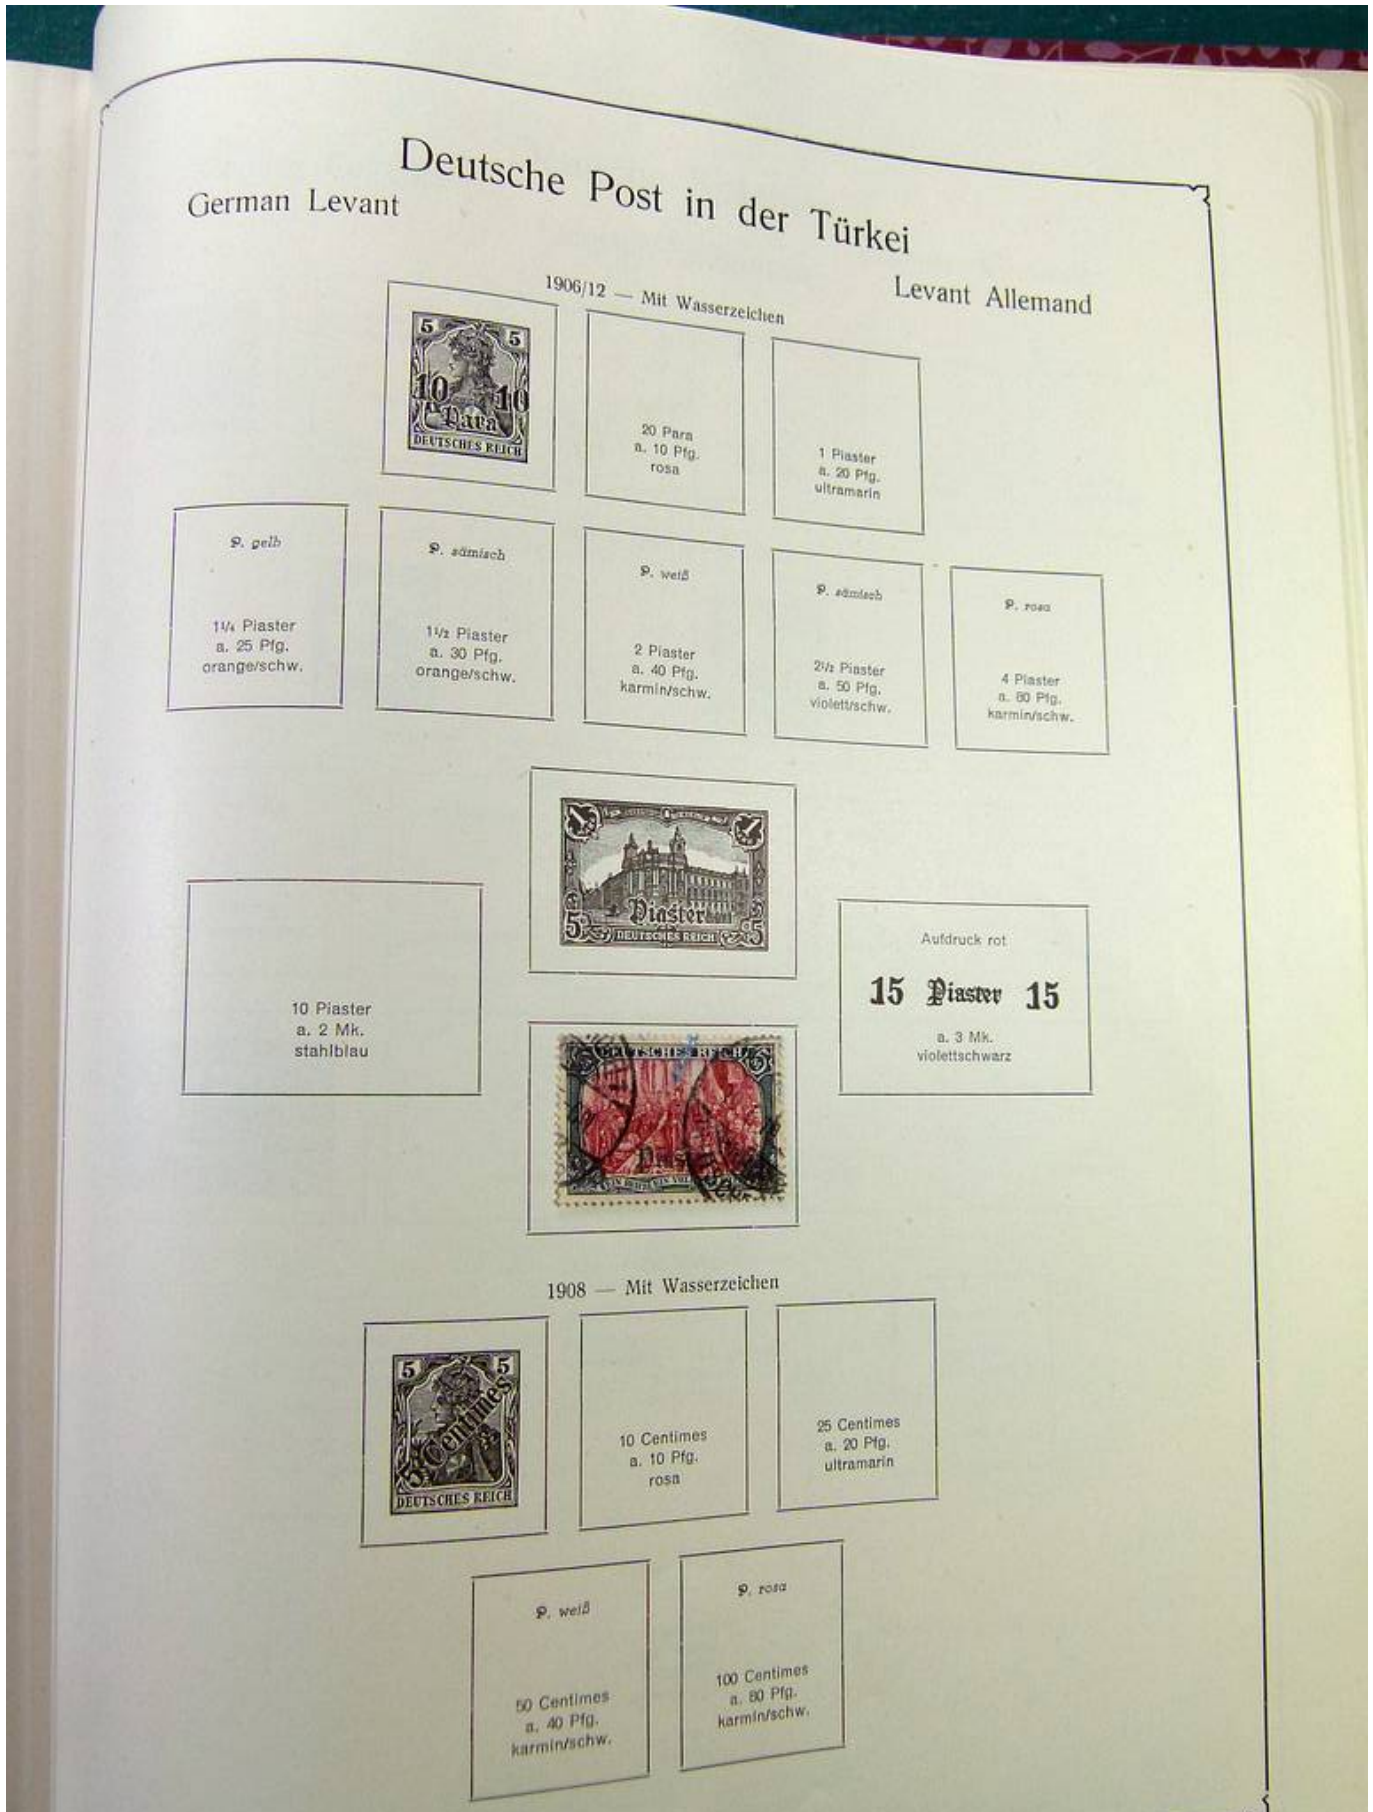 Deutsche Post in der Türkei
German Levant
Levant Allemand
1906/12 — Mit Wasserzeichen
5 5
10 10
Para
DEUTSCHES REICH
20 Para
a. 10 Pfg.
rosa
1 Piaster
a. 20 Pfg.
ultramarin
P. gelb
1¼ Piaster
a. 25 Pfg.
orange/schw.
P. sämisch
1½ Piaster
a. 30 Pfg.
orange/schw.
P. weiß
2 Piaster
a. 40 Pfg.
karmin/schw.
P. sämisch
2½ Piaster
a. 50 Pfg.
violett/schw.
P. rosa
4 Piaster
a. 80 Pfg.
karmin/schw.
1 1
5 Piaster 5
DEUTSCHES REICH
10 Piaster
a. 2 Mk.
stahlblau
Aufdruck rot
15 Piaster 15
a. 3 Mk.
violettschwarz
DEUTSCHES REICH
1908 — Mit Wasserzeichen
5 5
5 Centimes
DEUTSCHES REICH
10 Centimes
a. 10 Pfg.
rosa
25 Centimes
a. 20 Pfg.
ultramarin
P. weiß
50 Centimes
a. 40 Pfg.
karmin/schw.
P. rosa
100 Centimes
a. 80 Pfg.
karmin/schw.